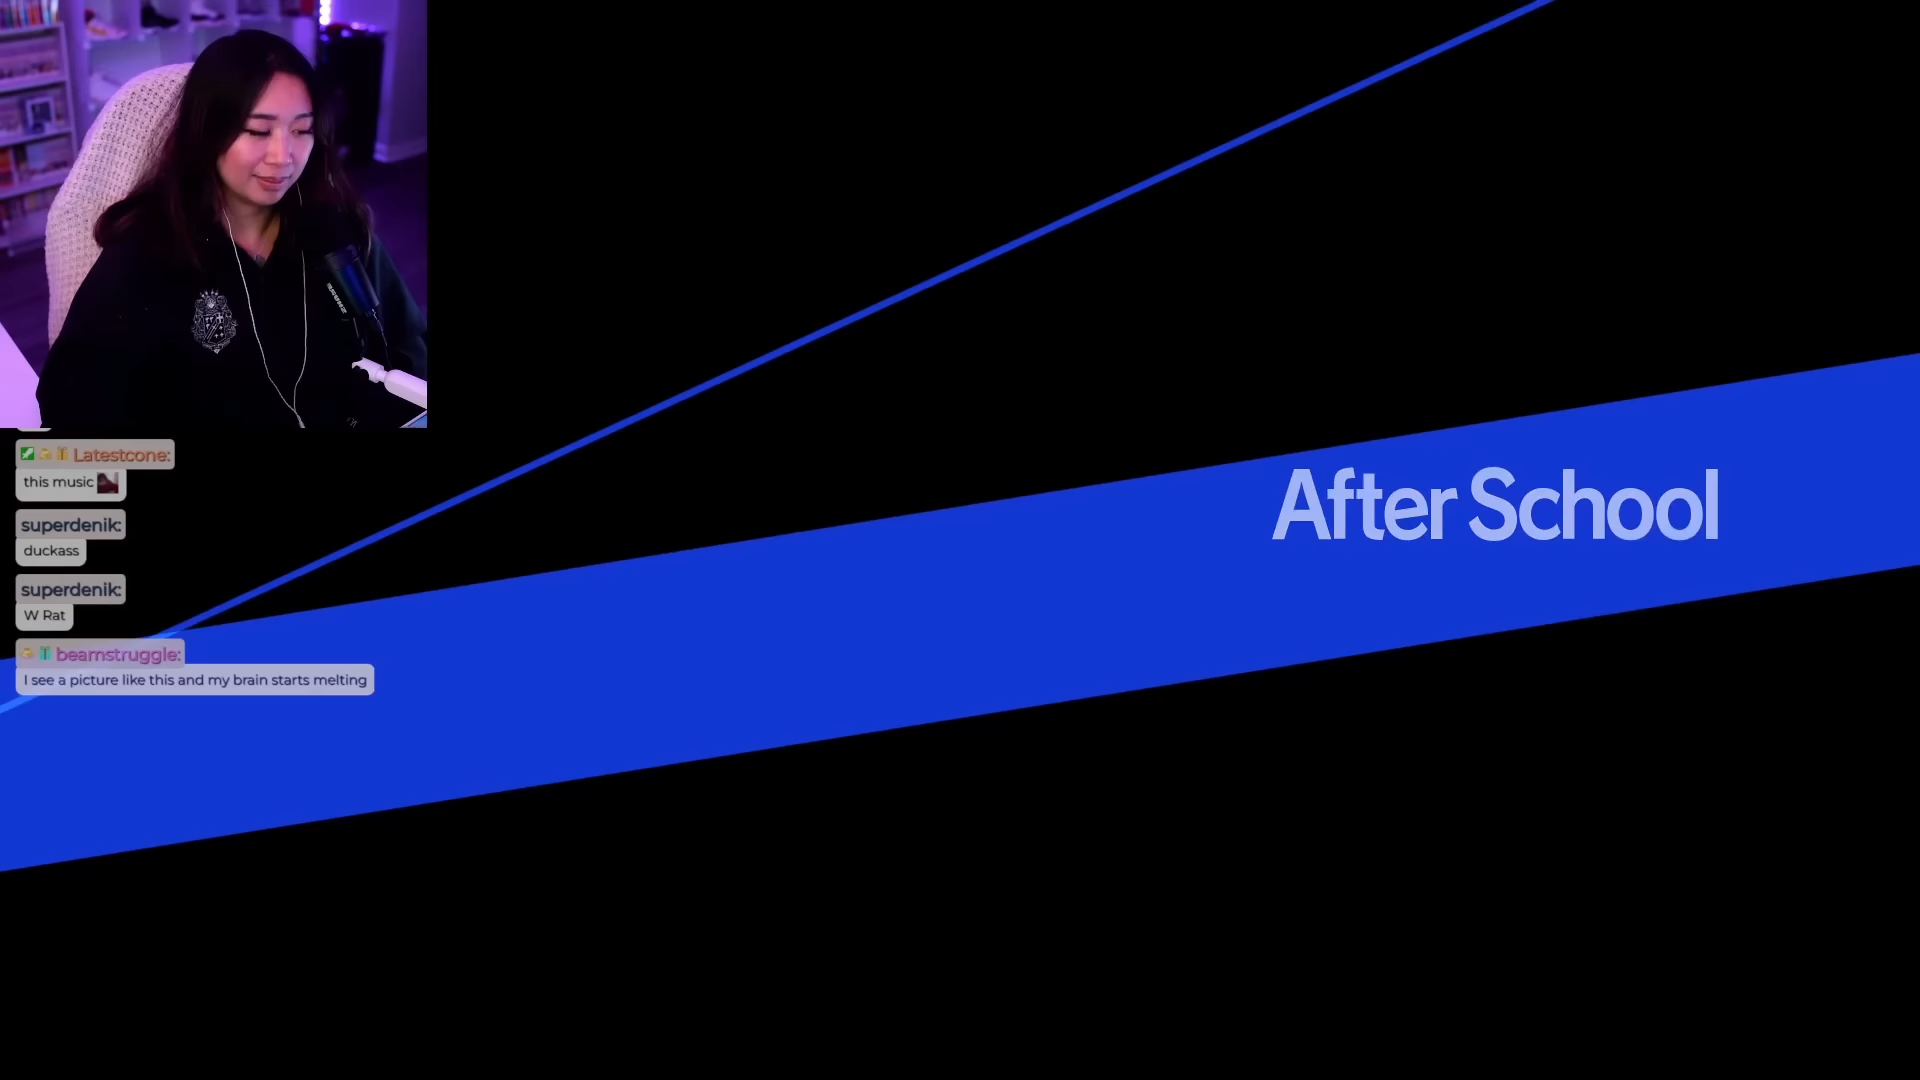 Latestcone:
this music
superdenik:
duckass
superdenik:
W Rat
beamstruggle:
I see a picture like this and my brain starts melting
After School